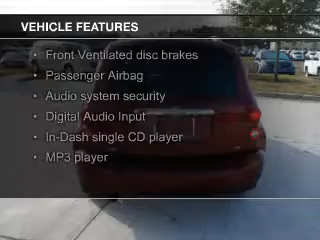 VEHICLE FEATURES
• Front Ventilated disc brakes
• Passenger Airbag
• Audio system security
• Digital Audio Input
• In-Dash single CD player
• MP3 player